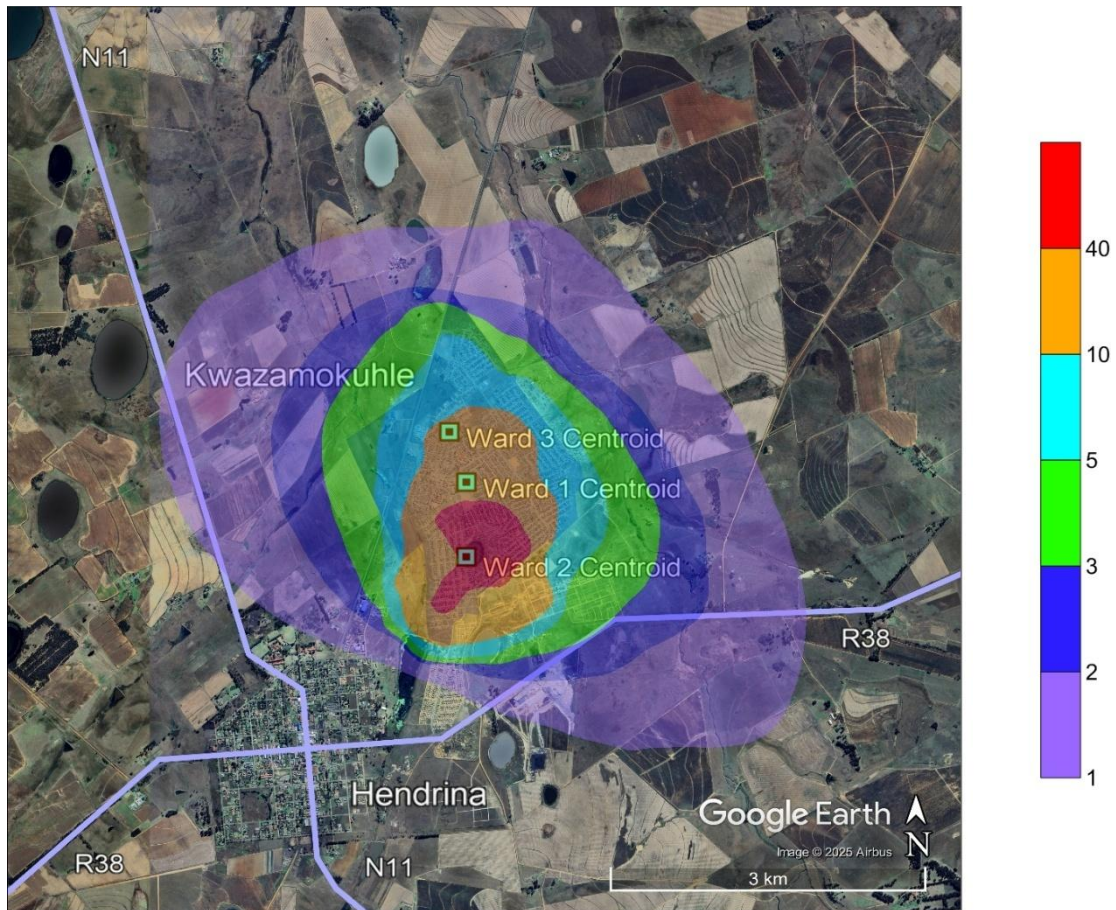 N11
Kwazamokuhle
Ward 3 Centroid
Ward 1 Centroid
Ward 2 Centroid
R38
Hendrina
Google Earth
N
Image © 2025 Airbus
3 km
R38
N11
40
10
5
3
2
1